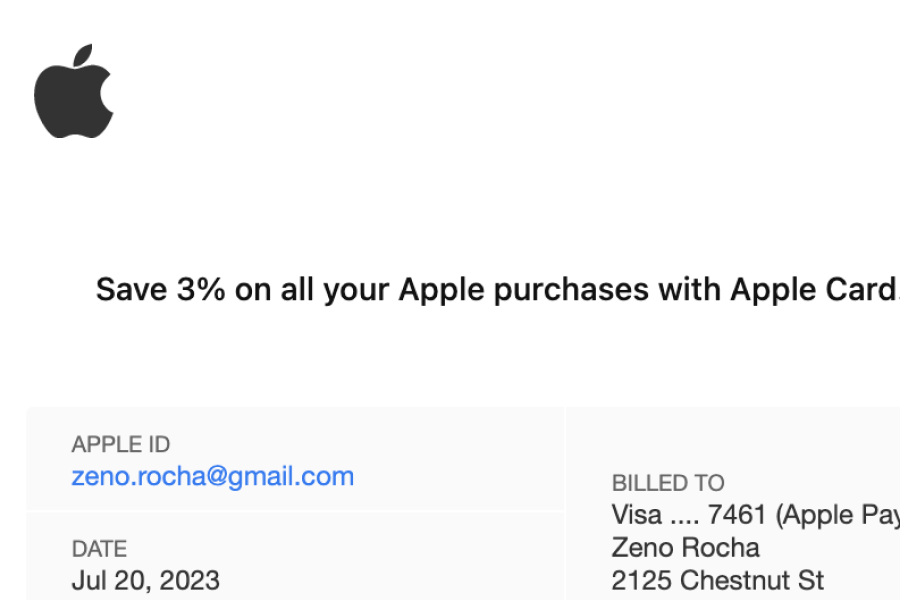 Save 3% on all your Apple purchases with Apple Card.
APPLE ID
zeno.rocha@gmail.com
DATE
Jul 20, 2023
BILLED TO
Visa .... 7461 (Apple Pay
Zeno Rocha
2125 Chestnut St